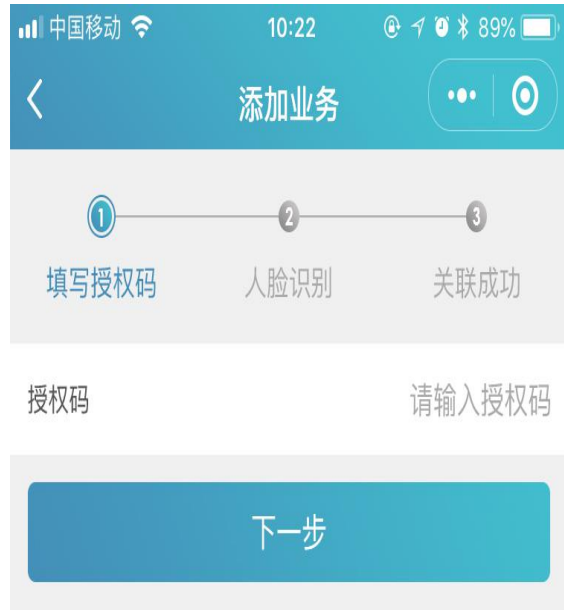 中国移动 10:22 89%
添加业务
1 2 3
填写授权码 人脸识别 关联成功
授权码 请输入授权码
下一步